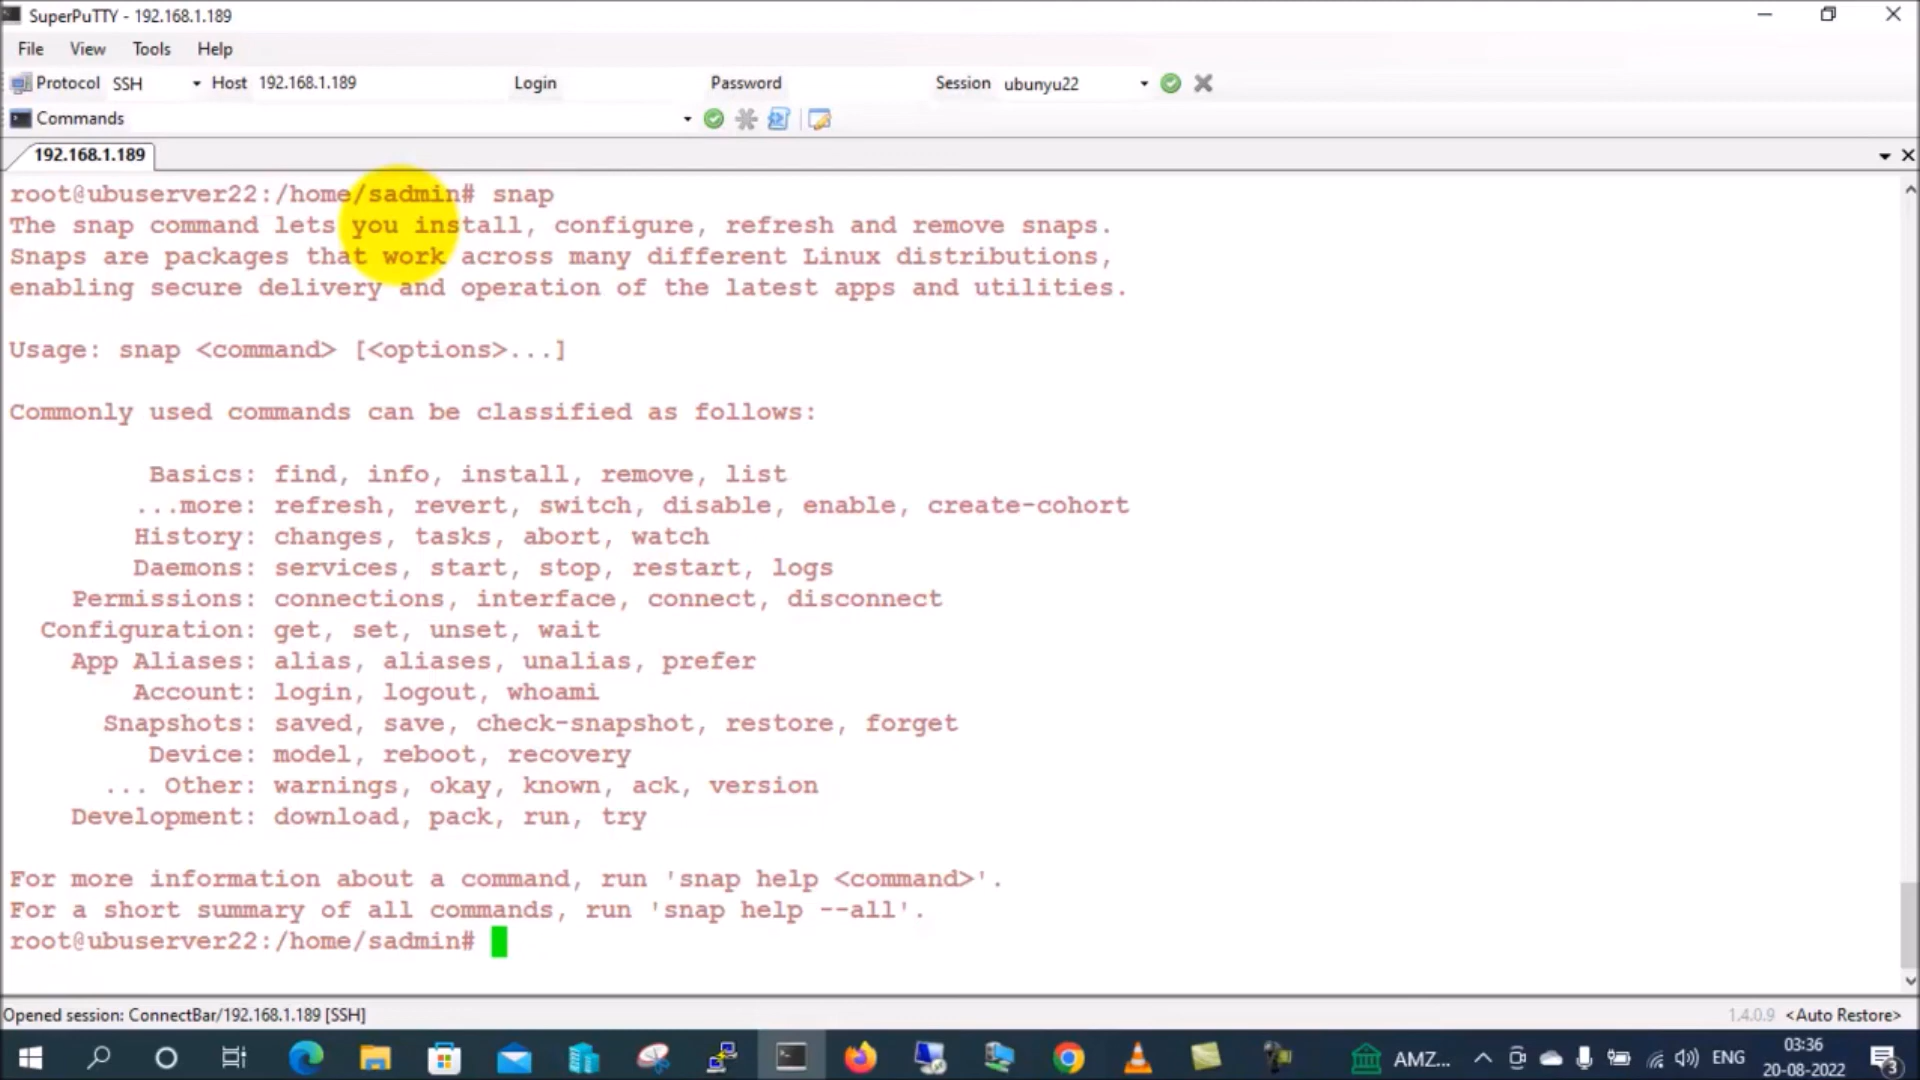 SuperPuTTY - 192.168.1.189
File View Tools Help
Protocol SSH Host 192.168.1.189 Login Password Session ubunyu22
Commands
192.168.1.189
root@ubuserver22:/home/sadmin# snap
The snap command lets you install, configure, refresh and remove snaps.
Snaps are packages that work across many different Linux distributions,
enabling secure delivery and operation of the latest apps and utilities.
Usage: snap <command> [<options>...]
Commonly used commands can be classified as follows:
Basics: find, info, install, remove, list
...more: refresh, revert, switch, disable, enable, create-cohort
History: changes, tasks, abort, watch
Daemons: services, start, stop, restart, logs
Permissions: connections, interface, connect, disconnect
Configuration: get, set, unset, wait
App Aliases: alias, aliases, unalias, prefer
Account: login, logout, whoami
Snapshots: saved, save, check-snapshot, restore, forget
Device: model, reboot, recovery
... Other: warnings, okay, known, ack, version
Development: download, pack, run, try
For more information about a command, run 'snap help <command>'.
For a short summary of all commands, run 'snap help --all'.
root@ubuserver22:/home/sadmin#
Opened session: ConnectBar/192.168.1.189 [SSH] 1.4.0.9 <Auto Restore>
AMZ... ENG 03:36
20-08-2022 3